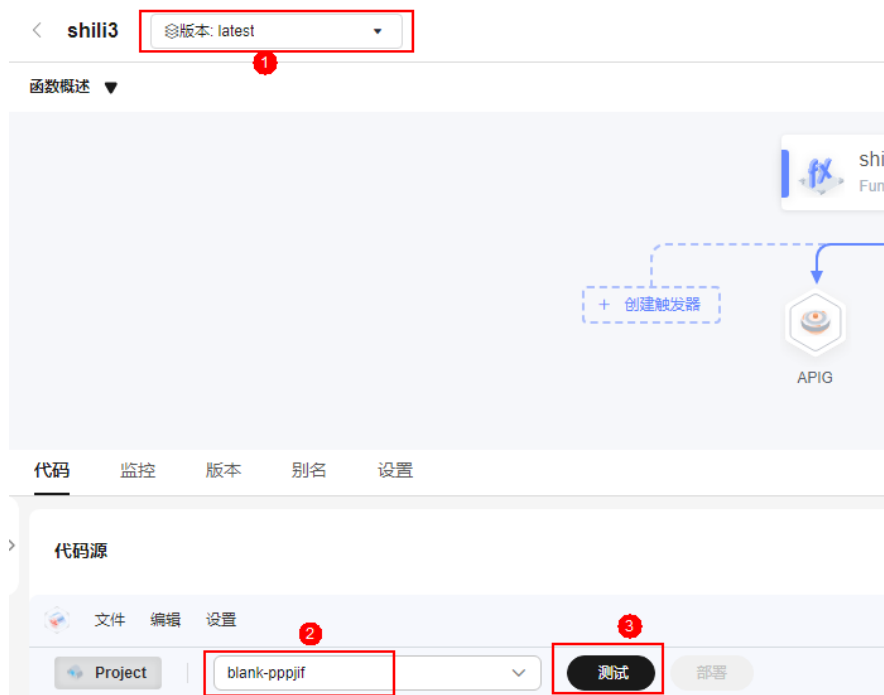 shili3 版本: latest
1
函数概述
shi
Fun
创建触发器
APIG
代码 监控 版本 别名 设置
代码源
文件 编辑 设置
2
3
Project blank-pppjif 测试 部署